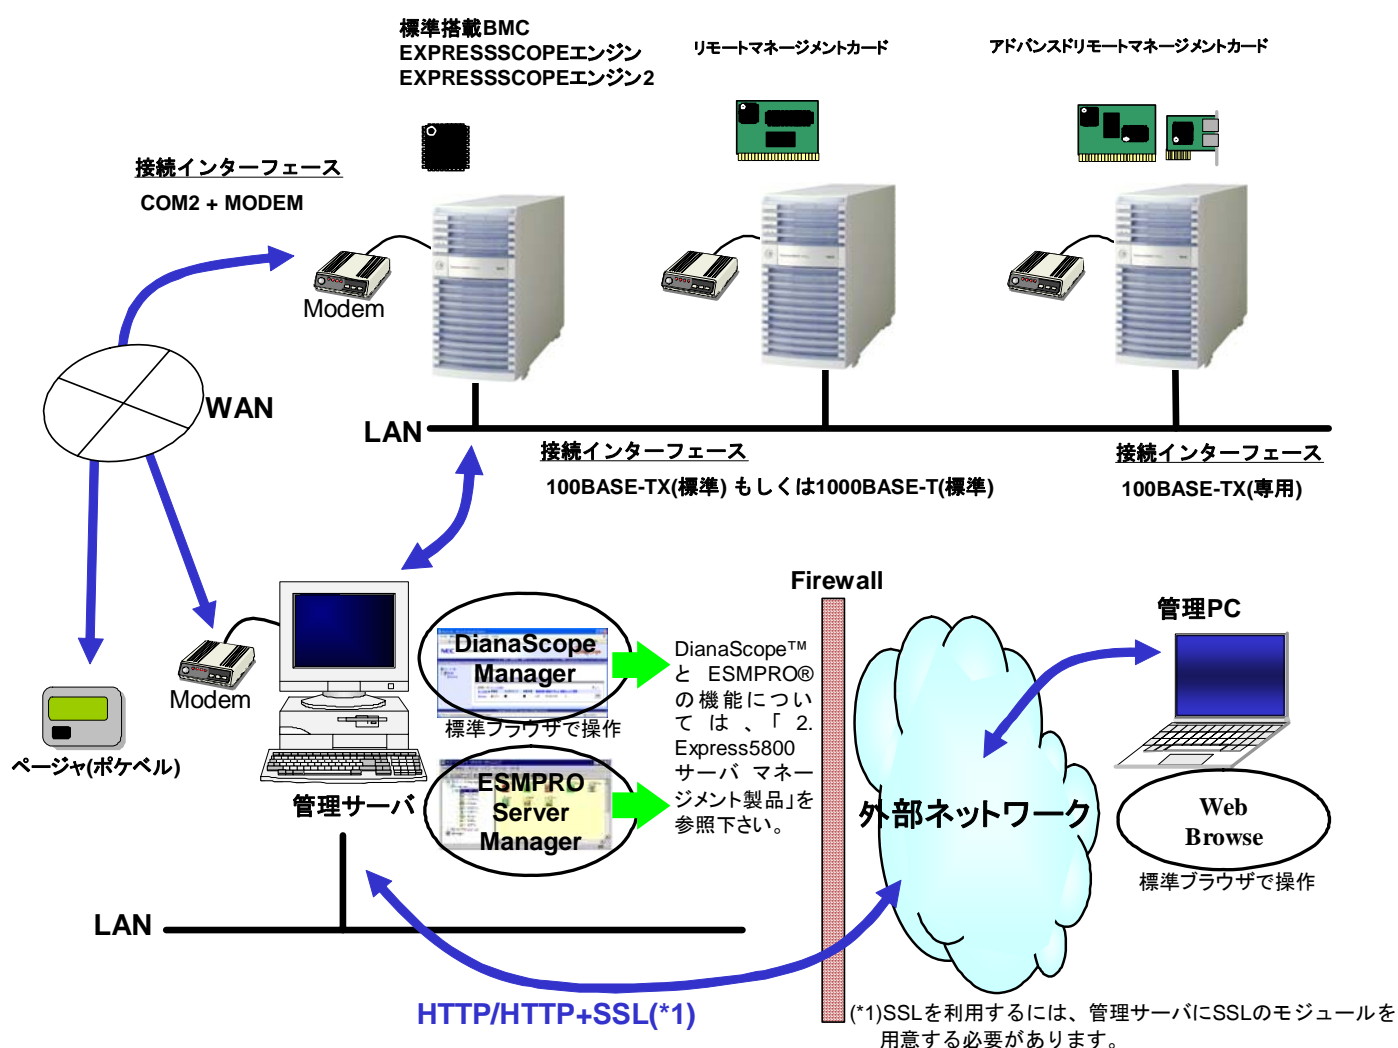 標準搭載BMC
EXPRESSSCOPEエンジン
EXPRESSSCOPEエンジン2
リモートマネージメントカード
アドバンスドリモートマネージメントカード
接続インターフェース
COM2 + MODEM
Modem
WAN
LAN
接続インターフェース
100BASE-TX(標準) もしくは1000BASE-T(標準)
接続インターフェース
100BASE-TX(専用)
Firewall
管理PC
DianaScope
Manager
標準ブラウザで操作
DianaScope™
と ESMPRO®
の機能につい
ては、「2.
Express5800
サーバ マネー
ジメント製品」を
参照下さい。
Modem
ページャ(ポケベル)
管理サーバ
ESMPRO
Server
Manager
外部ネットワーク
Web
Browse
標準ブラウザで操作
LAN
HTTP/HTTP+SSL(*1)
(*1)SSLを利用するには、管理サーバにSSLのモジュールを
用意する必要があります。